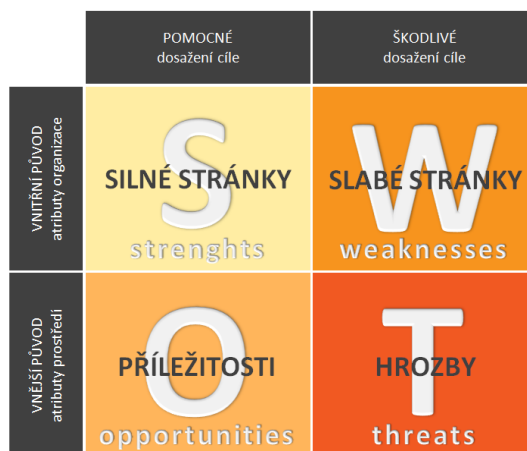 POMOCNÉ
dosažení cíle
ŠKODLIVÉ
dosažení cíle
VNITŘNÍ PŮVOD
atributy organizace
S
SILNÉ STRÁNKY
strenghts
W
SLABÉ STRÁNKY
weaknesses
VNĚJŠÍ PŮVOD
atributy prostředí
O
PŘÍLEŽITOSTI
opportunities
T
HROZBY
threats